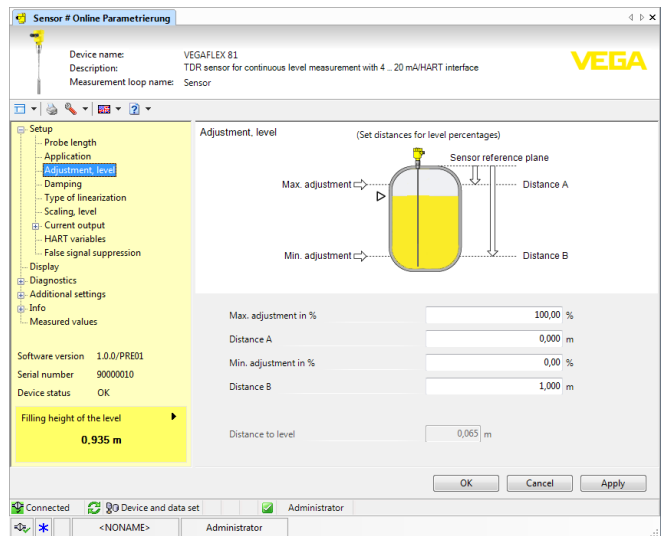 Sensor # Online Parametrierung
Device name: VEGAFLEX 81
Description: TDR sensor for continuous level measurement with 4 .. 20 mA/HART interface
Measurement loop name: Sensor
VEGA
Setup
Probe length
Application
Adjustment, level
Damping
Type of linearization
Scaling, level
Current output
HART variables
False signal suppression
Display
Diagnostics
Additional settings
Info
Measured values
Software version 1.0.0/PRE01
Serial number 90000010
Device status OK
Filling height of the level
0,935 m
Adjustment, level
(Set distances for level percentages)
Sensor reference plane
Max. adjustment
Distance A
Min. adjustment
Distance B
Max. adjustment in % 100,00 %
Distance A 0,000 m
Min. adjustment in % 0,00 %
Distance B 1,000 m
Distance to level 0,065 m
OK Cancel Apply
Connected Device and data set Administrator
<NONAME> Administrator